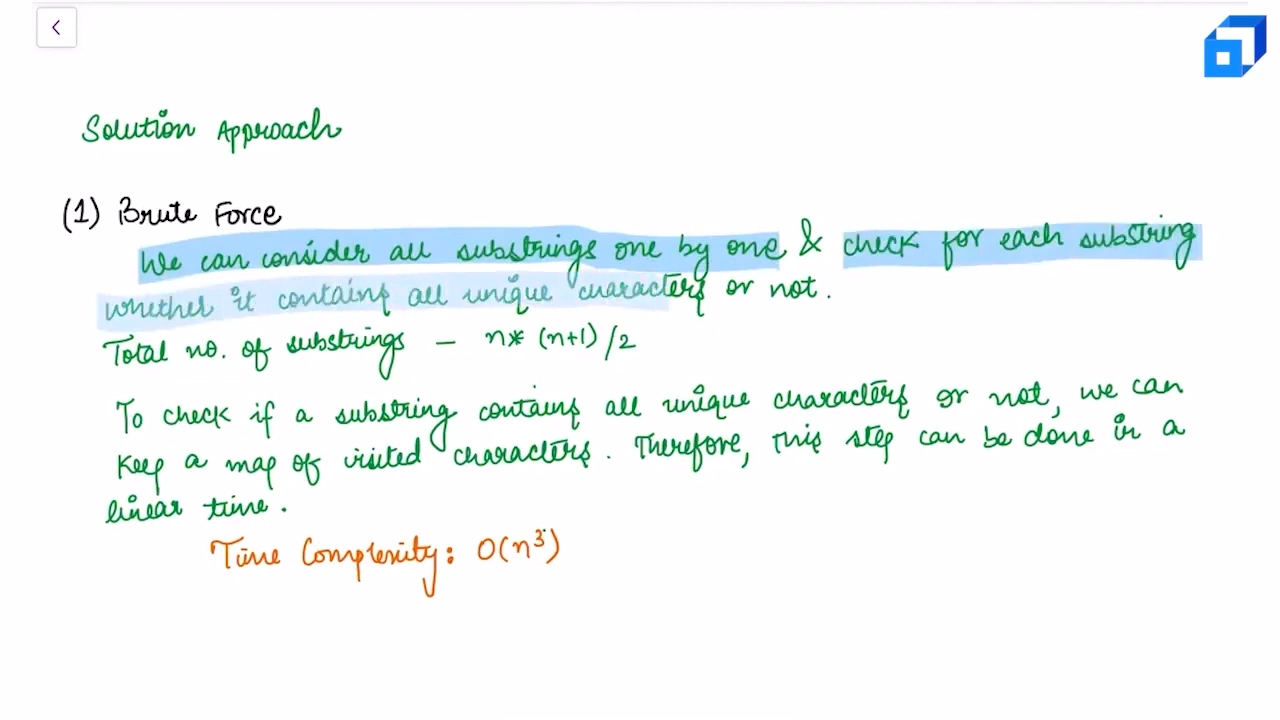 Solution Approach
(1) Brute Force
We can consider all substrings one by one & check for each substring
whether it contains all unique characters or not.
Total no. of substrings – n* (n+1)/2
To check if a substring contains all unique characters or not, we can
keep a map of visited characters. Therefore, this step can be done in a
linear time.
Time Complexity: O(n³)